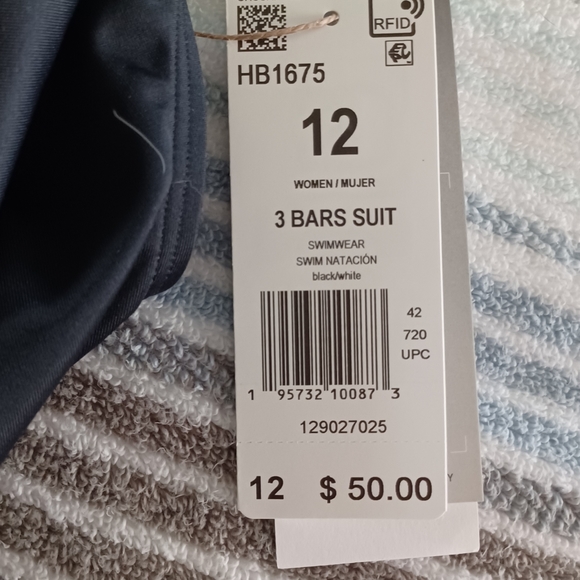 RFID
HB1675
12
WOMEN / MUJER
3 BARS SUIT
SWIMWEAR
SWIM NATACIÓN
black/white
42
720
UPC
1 95732 10087 3
129027025
12 $ 50.00
Y